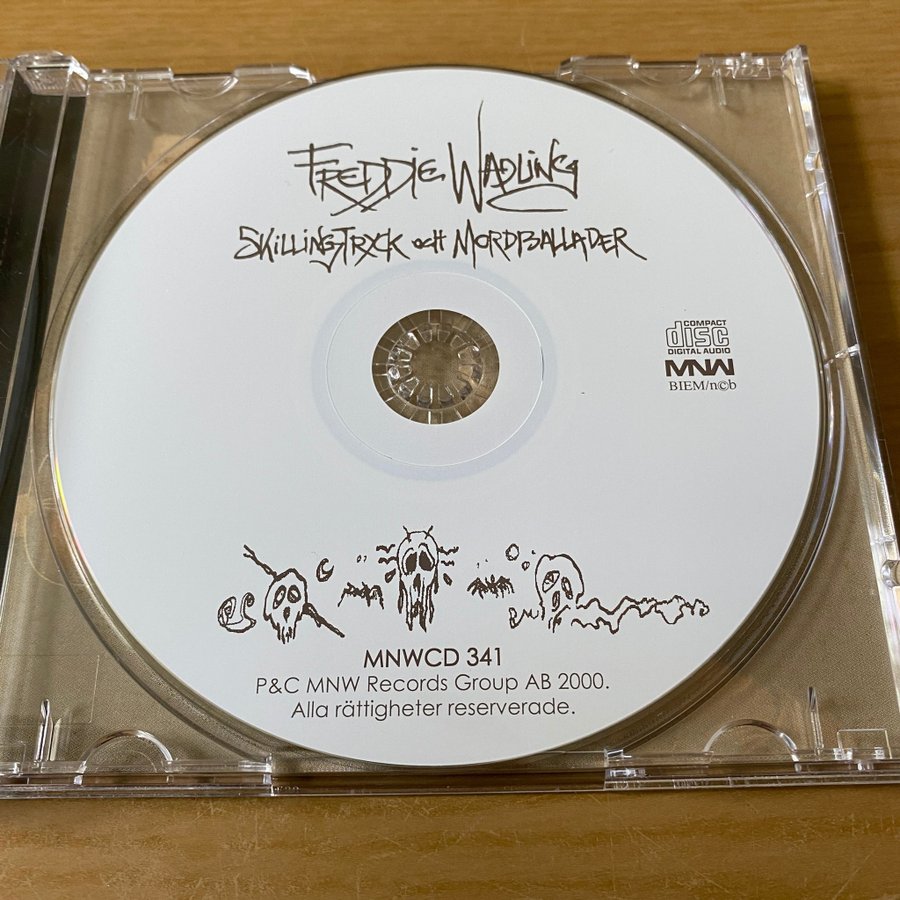 FREDDIE WADLING
SKILLINGTRYCK OCH MORDBALLADER
COMPACT
disc
DIGITAL AUDIO
MNW
BIEM/n©b
MNWCD 341
P&C MNW Records Group AB 2000.
Alla rättigheter reserverade.